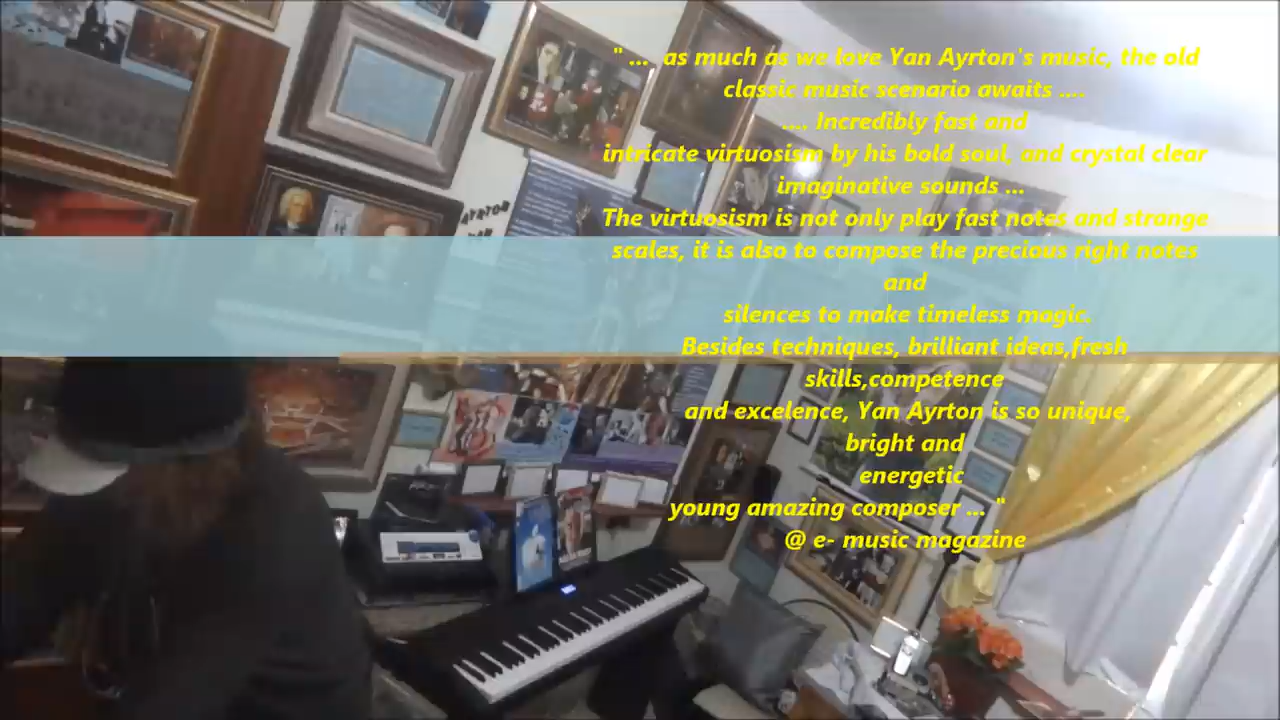 " ... as much as we love Yan Ayrton's music, the old
classic music scenario awaits ....
.... Incredibly fast and
intricate virtuosism by his bold soul, and crystal clear
imaginative sounds ...
The virtuosism is not only play fast notes and strange
scales, it is also to compose the precious right notes
and
silences to make timeless magic.
Besides techniques, brilliant ideas,fresh
skills,competence
and excelence, Yan Ayrton is so unique,
bright and
energetic
young amazing composer ... "
@ e- music magazine
AYRTON